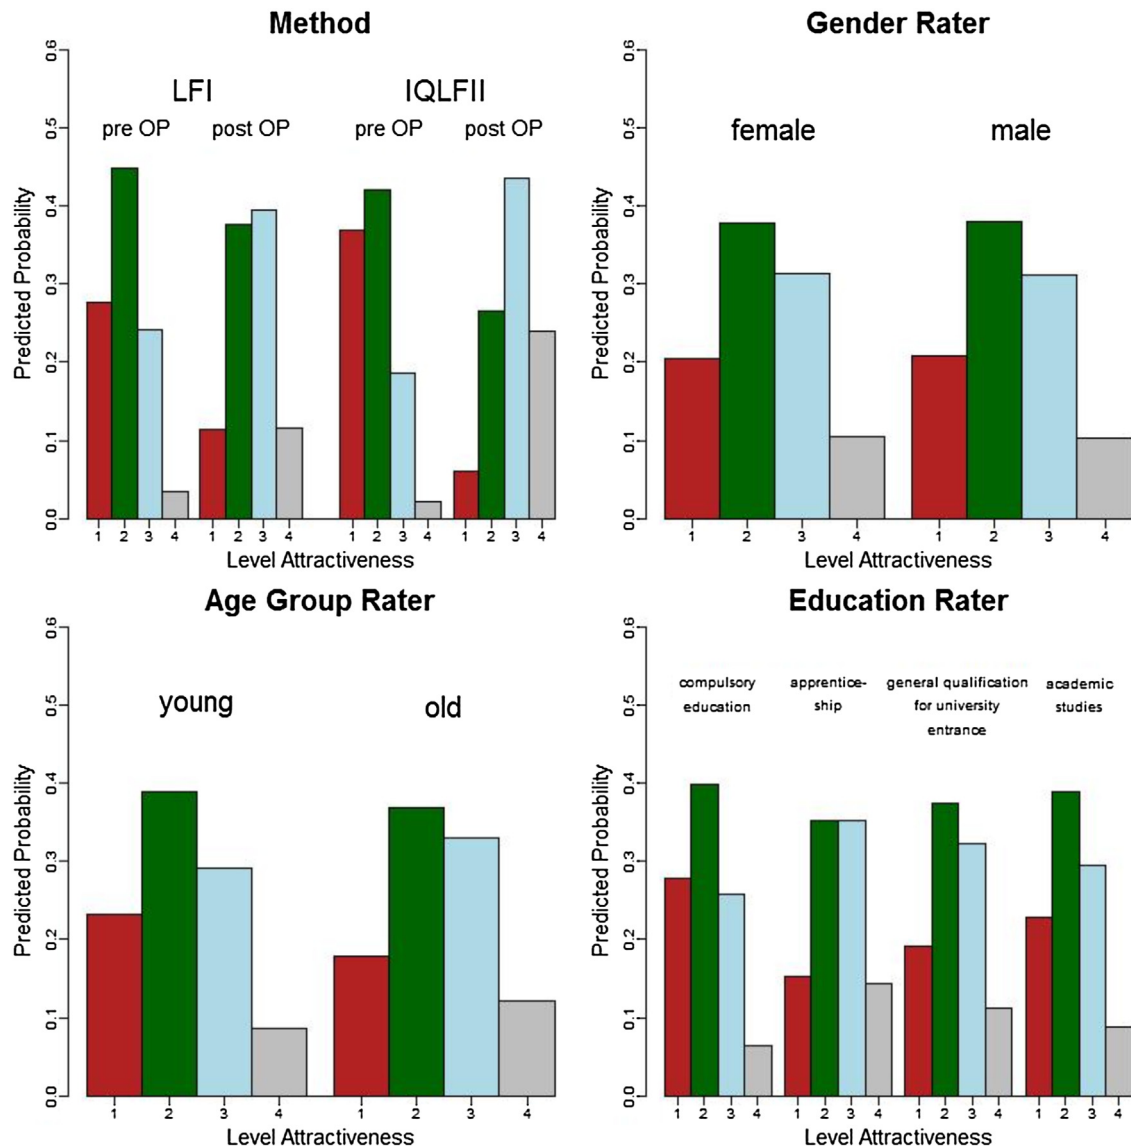 Method
0.0 0.1 0.2 0.3 0.4 0.5 0.6
Predicted Probability
LFI IQLFII
pre OP post OP pre OP post OP
1 2 3 4 1 2 3 4 1 2 3 4 1 2 3 4
Level Attractiveness
Gender Rater
0.0 0.1 0.2 0.3 0.4 0.5 0.6
Predicted Probability
female male
1 2 3 4 1 2 3 4
Level Attractiveness
Age Group Rater
0.0 0.1 0.2 0.3 0.4 0.5 0.6
Predicted Probability
young old
1 2 3 4 1 2 3 4
Level Attractiveness
Education Rater
0.0 0.1 0.2 0.3 0.4 0.5 0.6
Predicted Probability
compulsory
education
apprentice-
ship
general qualification
for university
entrance
academic
studies
1 2 3 4 1 2 3 4 1 2 3 4 1 2 3 4
Level Attractiveness